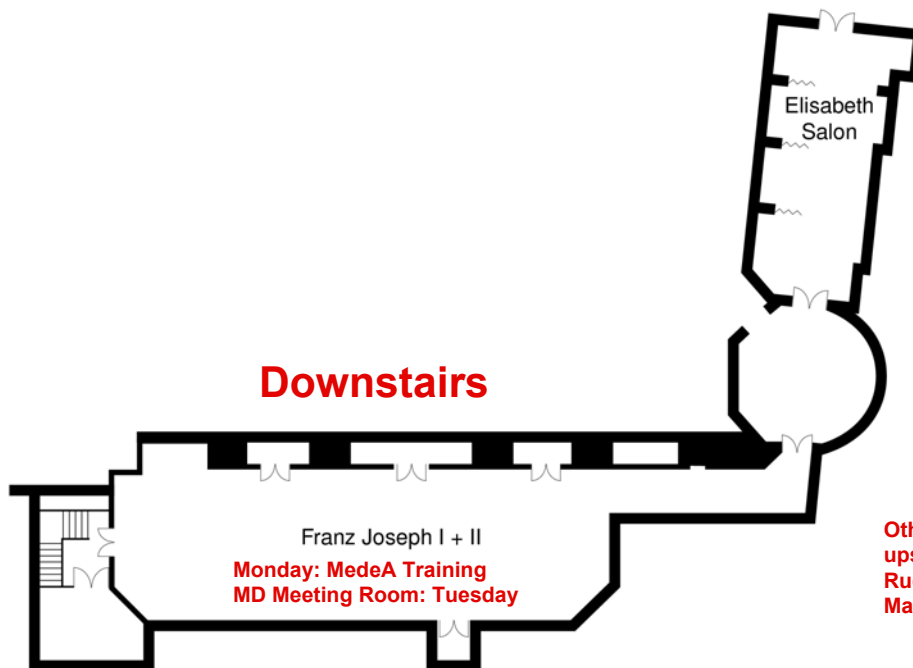 Elisabeth
Salon
Downstairs
Franz Joseph I + II
Monday: MedeA Training
MD Meeting Room: Tuesday